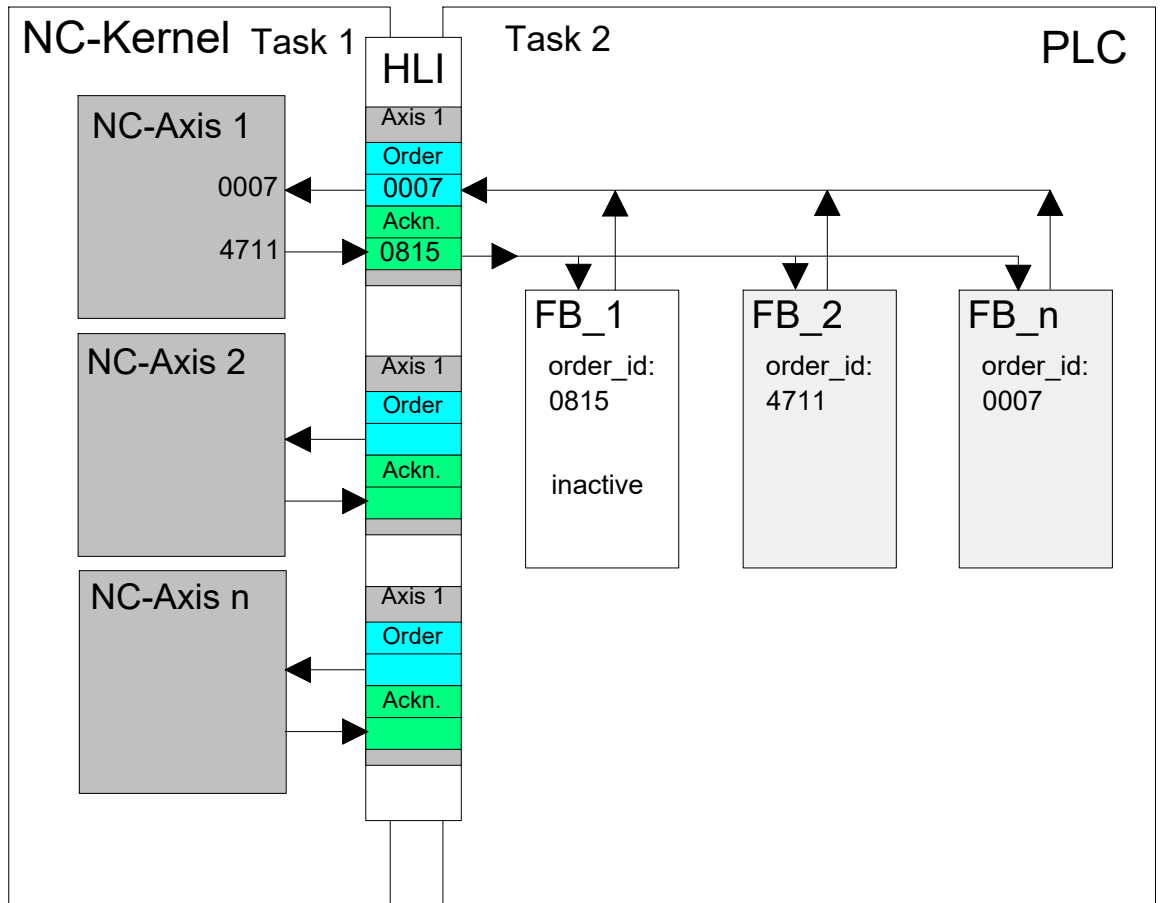 NC-Kernel
Task 1
HLI
Task 2
PLC
NC-Axis 1
0007
4711
Axis 1
Order
0007
Ackn.
0815
FB_1
order_id:
0815
inactive
FB_2
order_id:
4711
FB_n
order_id:
0007
NC-Axis 2
Axis 1
Order
Ackn.
NC-Axis n
Axis 1
Order
Ackn.